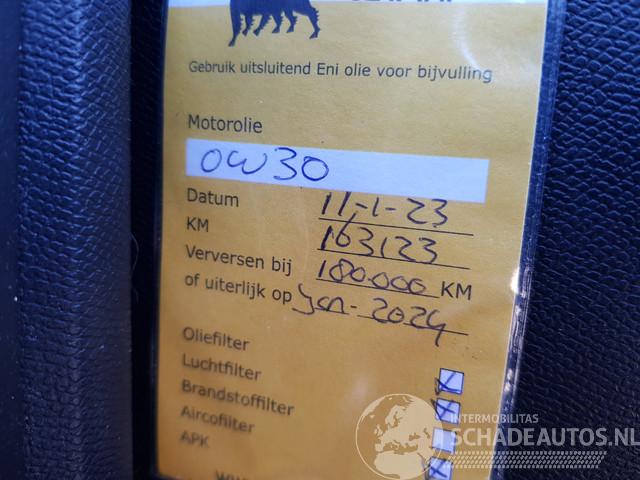 Gebruik uitsluitend Eni olie voor bijvulling
Motorolie
0W30
Datum 11-1-23
KM 163123
Verversen bij 180.000 KM
of uiterlijk op Jan-2024
Oliefilter
Luchtfilter
Brandstoffilter
Aircofilter
APK
INTERMOBILITAS
SCHADEAUTOS.NL